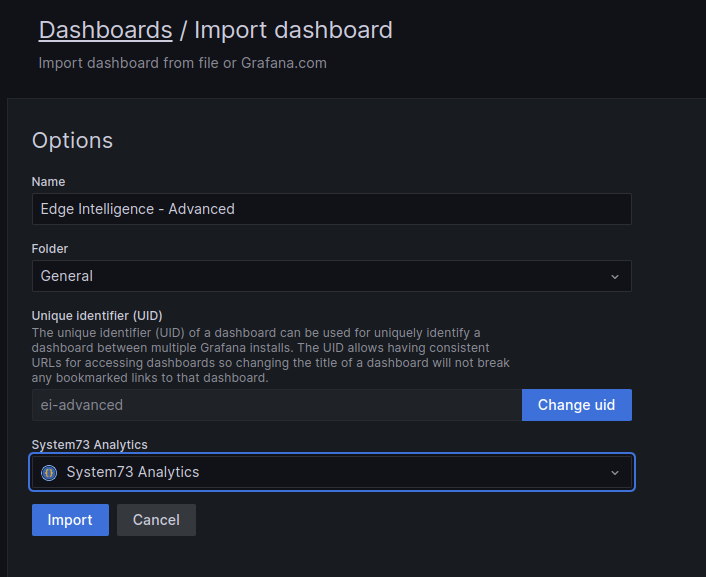 Dashboards / Import dashboard
Import dashboard from file or Grafana.com
Options
Name
Edge Intelligence - Advanced
Folder
General
Unique identifier (UID)
The unique identifier (UID) of a dashboard can be used for uniquely identify a
dashboard between multiple Grafana installs. The UID allows having consistent
URLs for accessing dashboards so changing the title of a dashboard will not break
any bookmarked links to that dashboard.
ei-advanced
Change uid
System73 Analytics
System73 Analytics
Import
Cancel